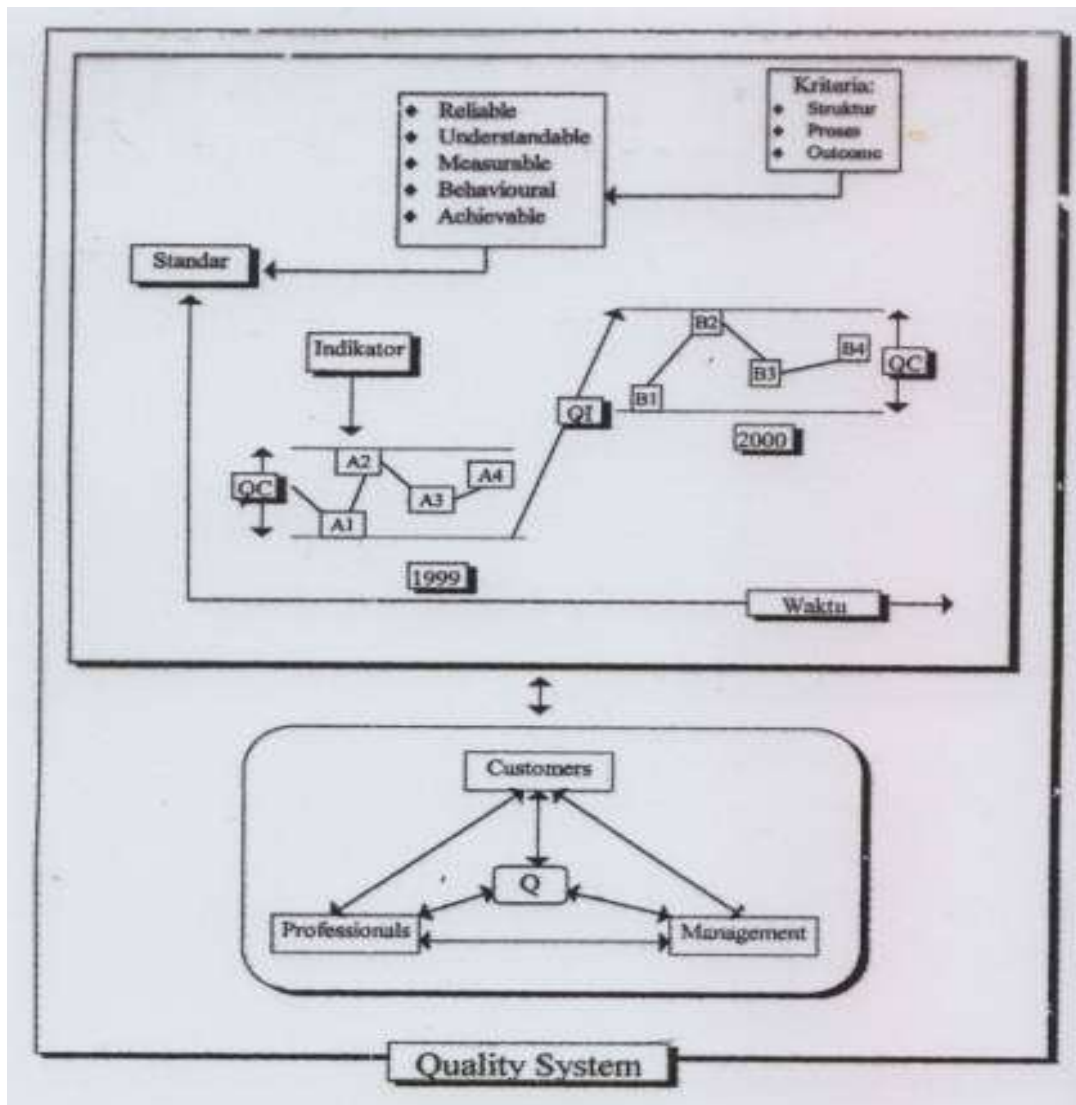 Kriteria:
Struktur
Proses
Outcome
Reliable
Understandable
Measurable
Behavioural
Achievable
Standar
Indikator
B2
B4
B3
QC
B1
QI
2000
A2
A4
QC
A3
A1
1999
Waktu
Customers
Q
Professionals
Management
Quality System